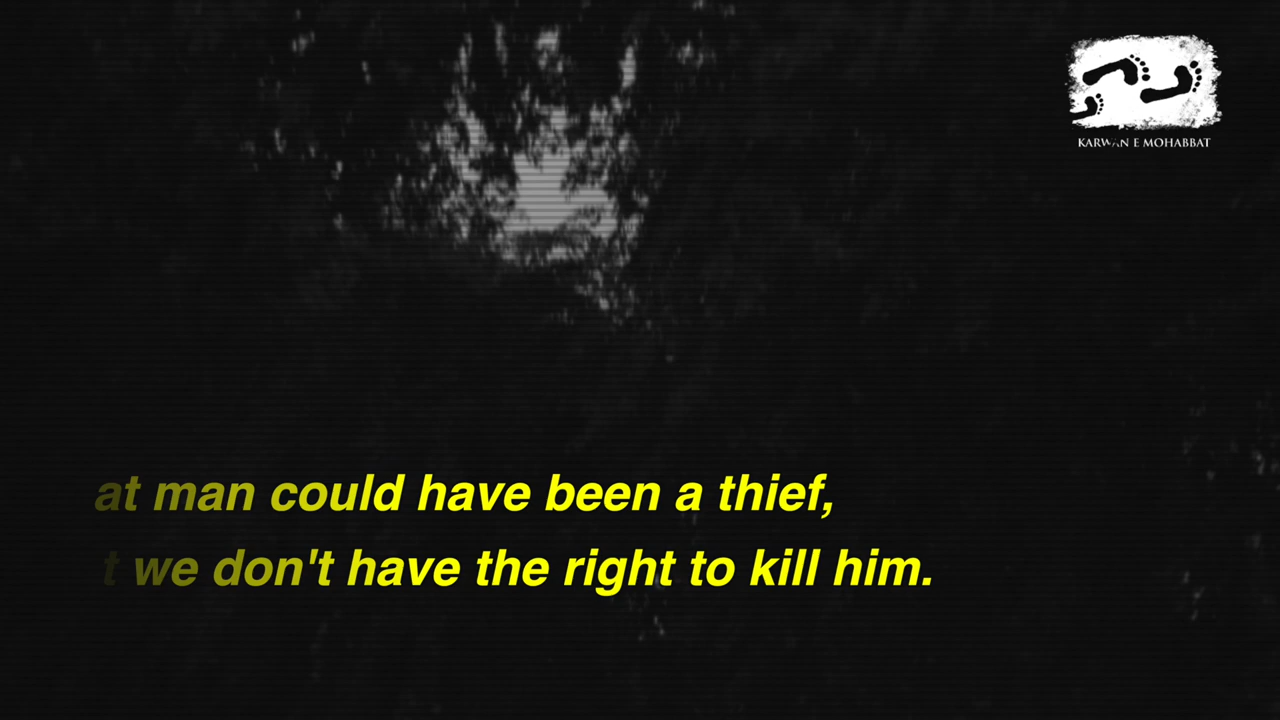 KARWAN E MOHABBAT
at man could have been a thief,
t we don't have the right to kill him.